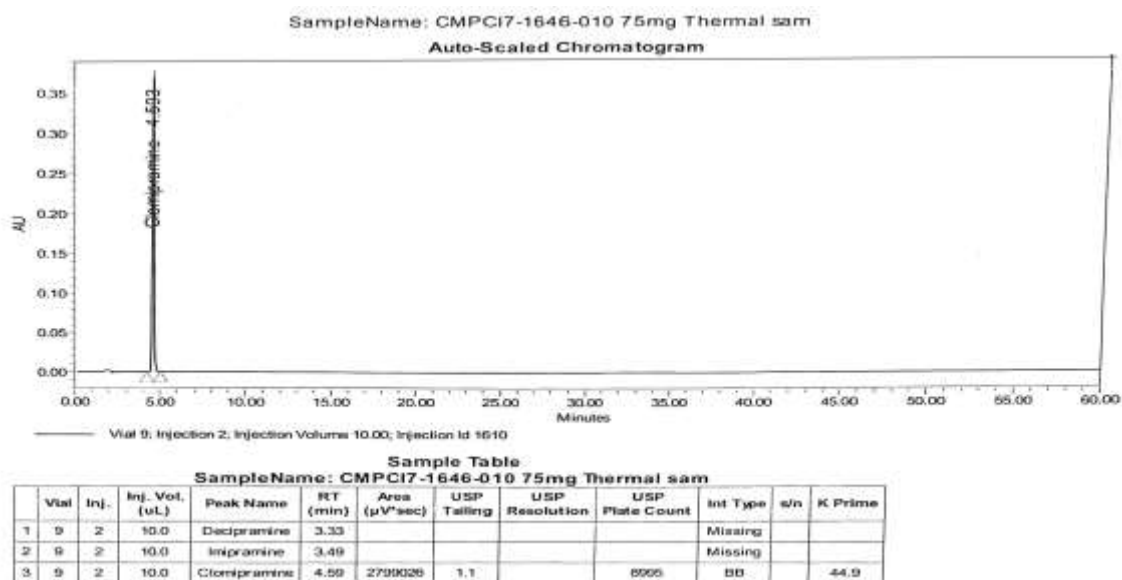 SampleName: CMPCI7-1646-010 75mg Thermal sam
Auto-Scaled Chromatogram
AU
0.35
0.30
0.25
0.20
0.15
0.10
0.05
0.00
Clomipramine - 4.593
0.00 5.00 10.00 15.00 20.00 25.00 30.00 35.00 40.00 45.00 50.00 55.00 60.00
Minutes
Vial 9; Injection 2; Injection Volume 10.00; Injection Id 1610
Sample Table
SampleName: CMPCI7-1646-010 75mg Thermal sam
Vial Inj. Inj. Vol. (uL) Peak Name RT (min) Area (µV*sec) USP Tailing USP Resolution USP Plate Count Int Type s/n K Prime
1 9 2 10.0 Decipramine 3.33 Missing
2 9 2 10.0 Imipramine 3.49 Missing
3 9 2 10.0 Clomipramine 4.59 2799026 1.1 8995 BB 44.9